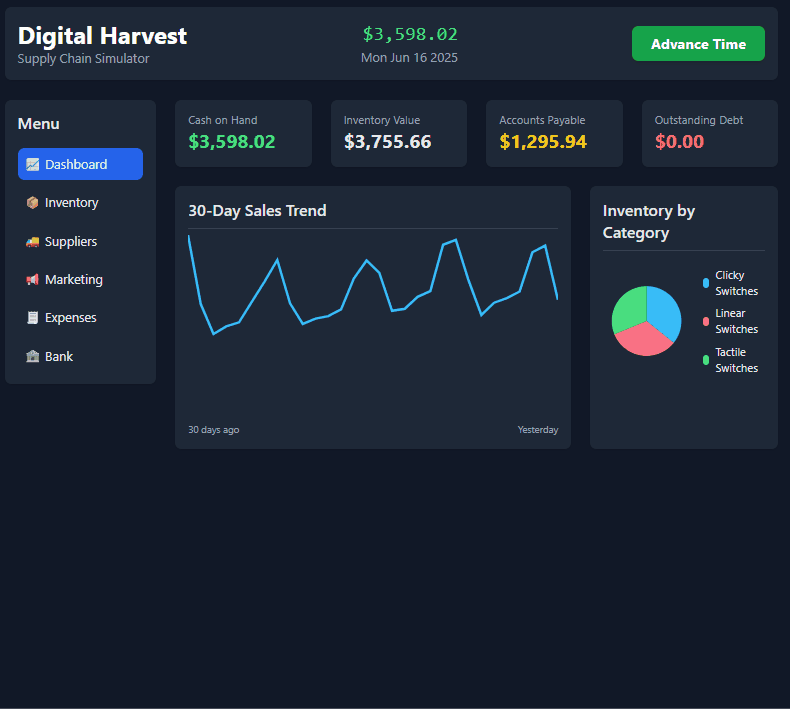 Digital Harvest
Supply Chain Simulator
$3,598.02
Mon Jun 16 2025
Advance Time
Menu
Dashboard
Inventory
Suppliers
Marketing
Expenses
Bank
Cash on Hand
$3,598.02
Inventory Value
$3,755.66
Accounts Payable
$1,295.94
Outstanding Debt
$0.00
30-Day Sales Trend
30 days ago
Yesterday
Inventory by
Category
Clicky
Switches
Linear
Switches
Tactile
Switches